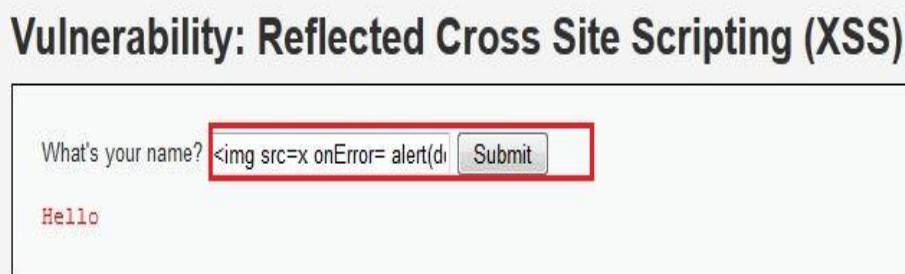 Vulnerability: Reflected Cross Site Scripting (XSS)
What's your name? <img src=x onError= alert(d Submit
Hello